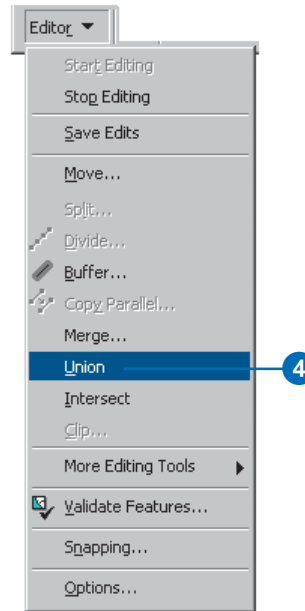 Editor
Start Editing
Stop Editing
Save Edits
Move...
Split...
Divide...
Buffer...
Copy Parallel...
Merge...
Union
4
Intersect
Clip...
More Editing Tools
Validate Features...
Snapping...
Options...